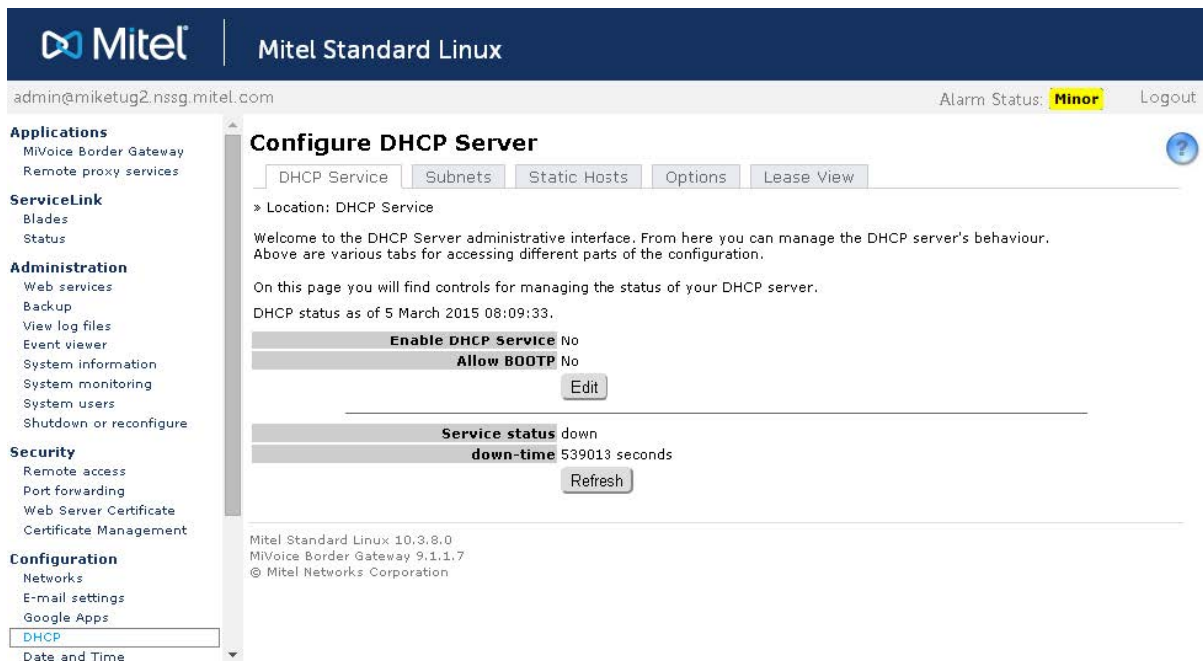 Mitel
Mitel Standard Linux
admin@miketug2.nssg.mitel.com
Alarm Status: Minor
Logout
Applications
MiVoice Border Gateway
Remote proxy services
ServiceLink
Blades
Status
Administration
Web services
Backup
View log files
Event viewer
System information
System monitoring
System users
Shutdown or reconfigure
Security
Remote access
Port forwarding
Web Server Certificate
Certificate Management
Configuration
Networks
E-mail settings
Google Apps
DHCP
Date and Time
Configure DHCP Server
?
DHCP Service
Subnets
Static Hosts
Options
Lease View
» Location: DHCP Service
Welcome to the DHCP Server administrative interface. From here you can manage the DHCP server's behaviour.
Above are various tabs for accessing different parts of the configuration.
On this page you will find controls for managing the status of your DHCP server.
DHCP status as of 5 March 2015 08:09:33.
Enable DHCP Service No
Allow BOOTP No
Edit
Service status down
down-time 539013 seconds
Refresh
Mitel Standard Linux 10.3.8.0
MiVoice Border Gateway 9.1.1.7
© Mitel Networks Corporation